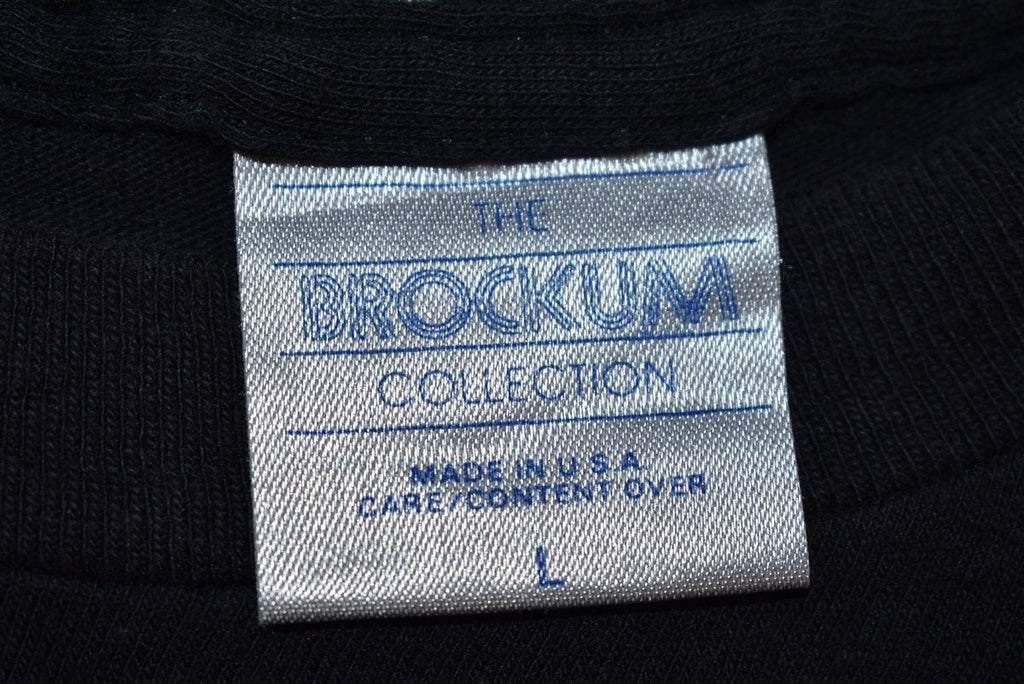 THE
BROCKUM
COLLECTION
MADE IN U.S.A.
CARE/CONTENT OVER
L